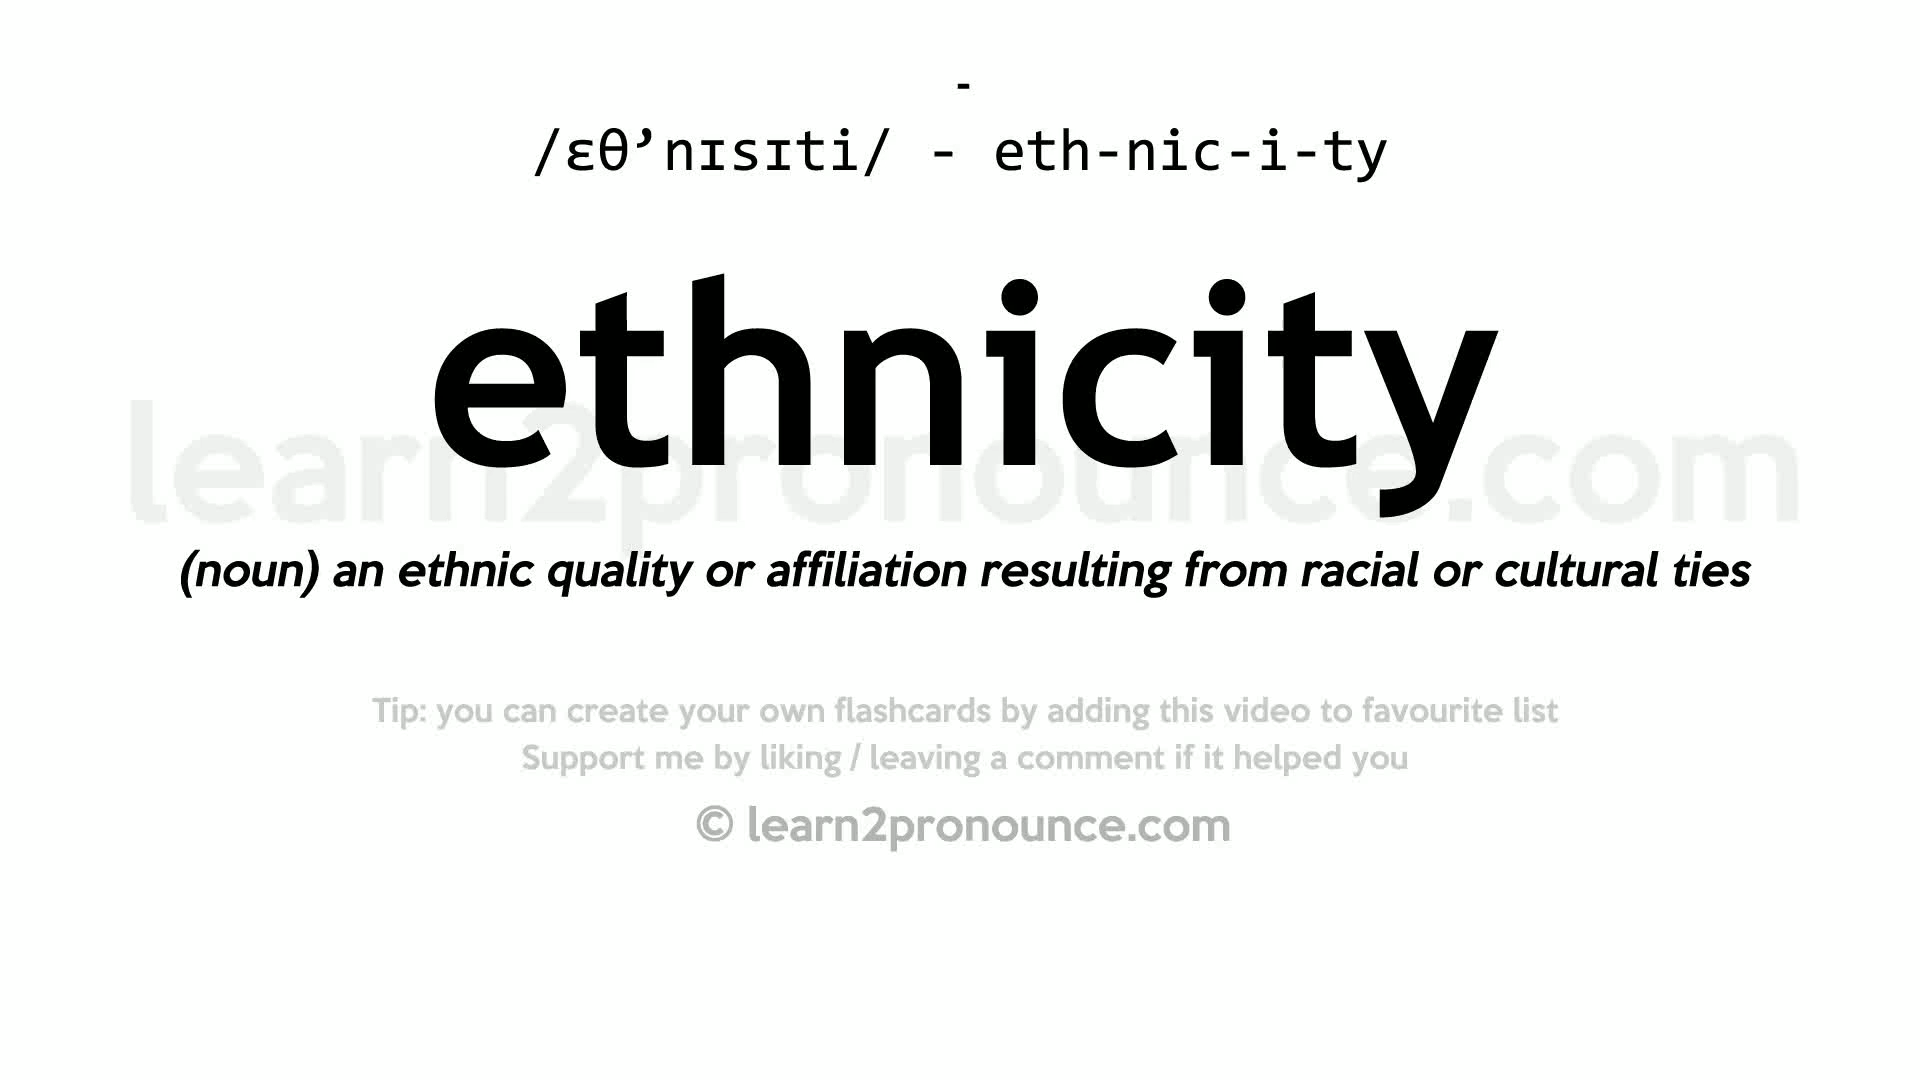 -
/ɛθ’nɪsɪti/ - eth-nic-i-ty
ethnicity
learn2pronounce.com
(noun) an ethnic quality or affiliation resulting from racial or cultural ties
Tip: you can create your own flashcards by adding this video to favourite list
Support me by liking / leaving a comment if it helped you
© learn2pronounce.com